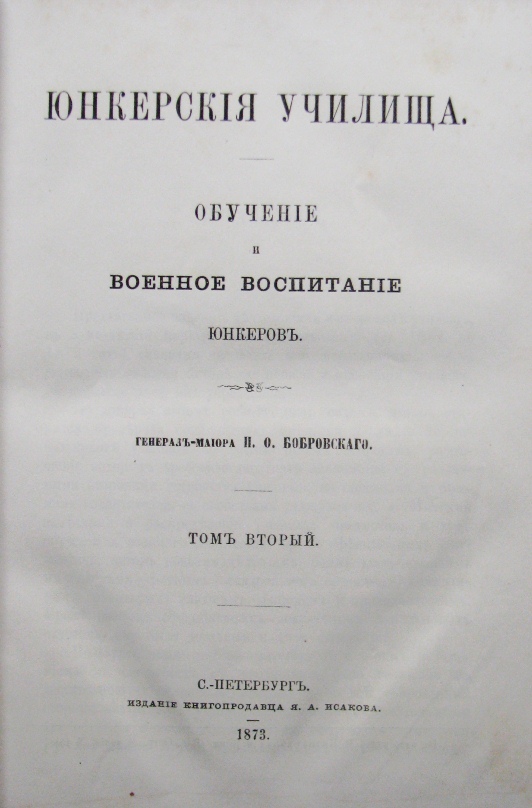 ЮНКЕРСКІЯ УЧИЛИЩА.
ОБУЧЕНІЕ
И
ВОЕННОЕ ВОСПИТАНІЕ
ЮНКЕРОВЪ.
ГЕНЕРАЛЪ-МАІОРА П. О. БОБРОВСКАГО.
ТОМЪ ВТОРЫЙ.
С.-ПЕТЕРБУРГЪ.
ИЗДАНІЕ КНИГОПРОДАВЦА Я. А. ИСАКОВА.
1873.